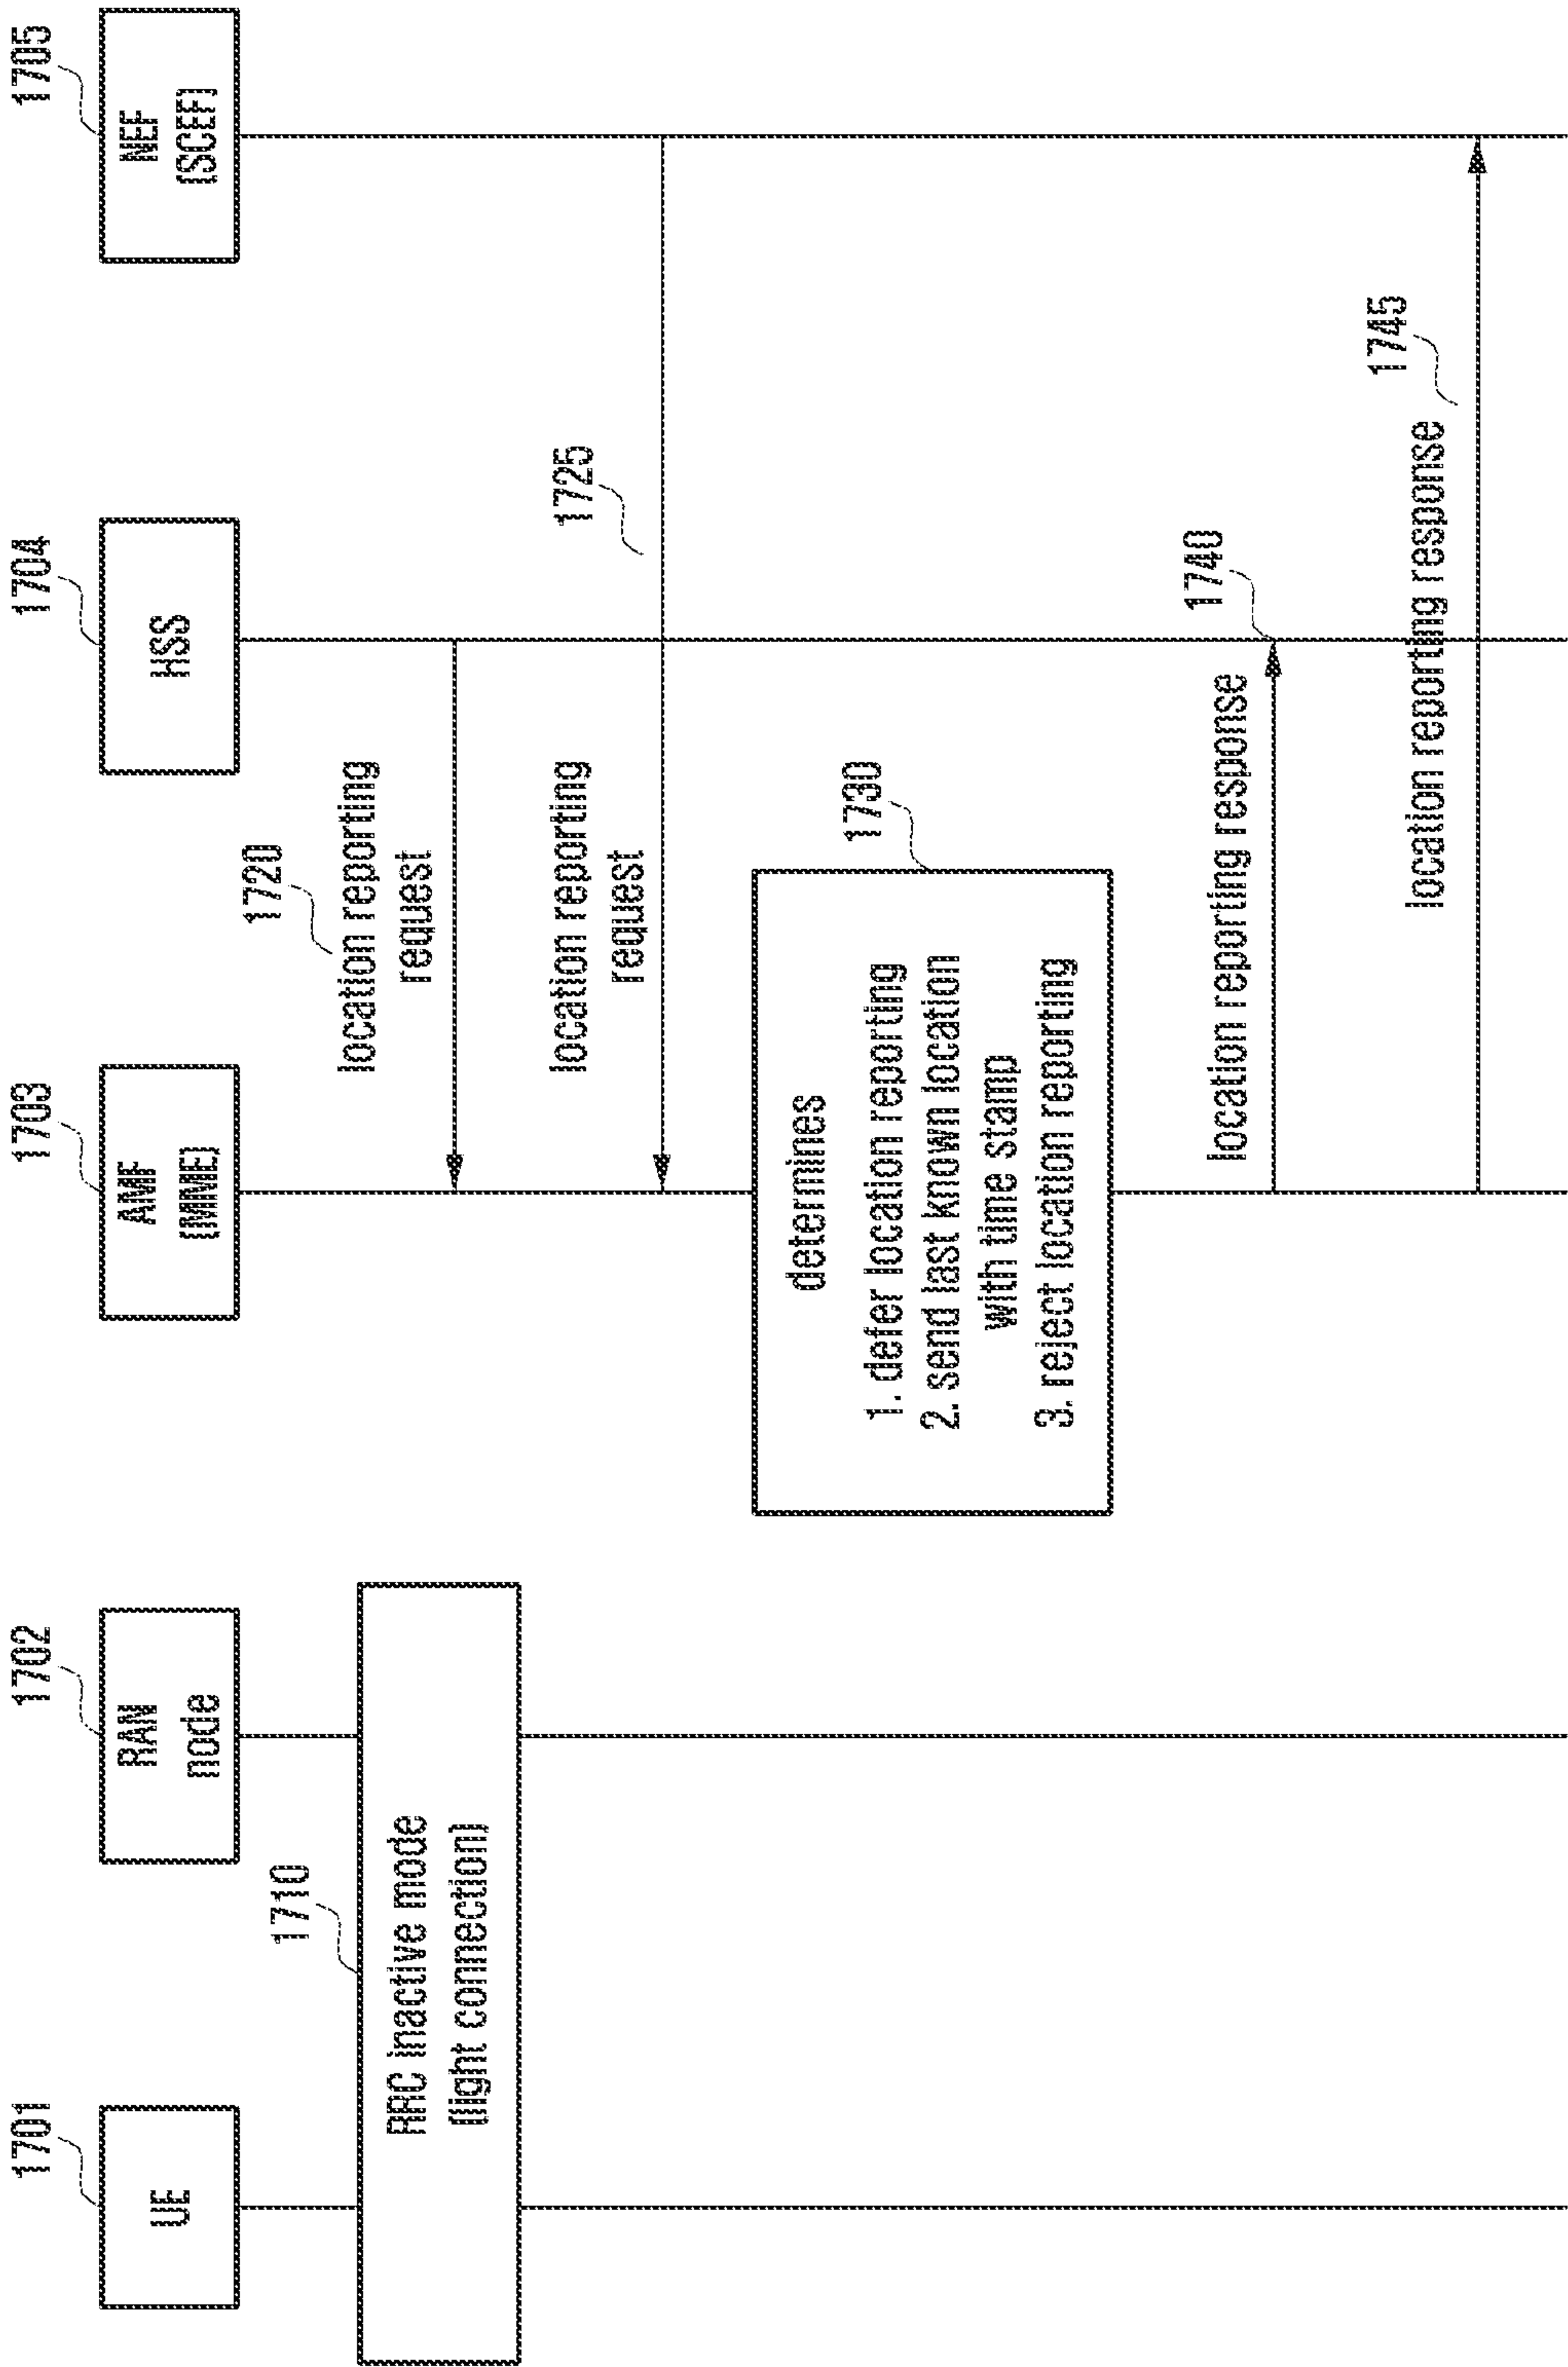 1701
1702
1703
1704
1705
UE
RAN
node
AMF
(MME)
HSS
NEF
(SCEF)
1710
RRC inactive mode
(light connection)
1720
location reporting
request
1725
location reporting
request
1730
determines
1. defer location reporting
2. send last known location
with time stamp
3. reject location reporting
1740
location reporting response
1745
location reporting response